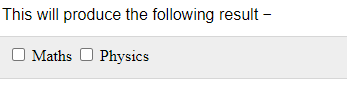 This will produce the following result −
Maths Physics